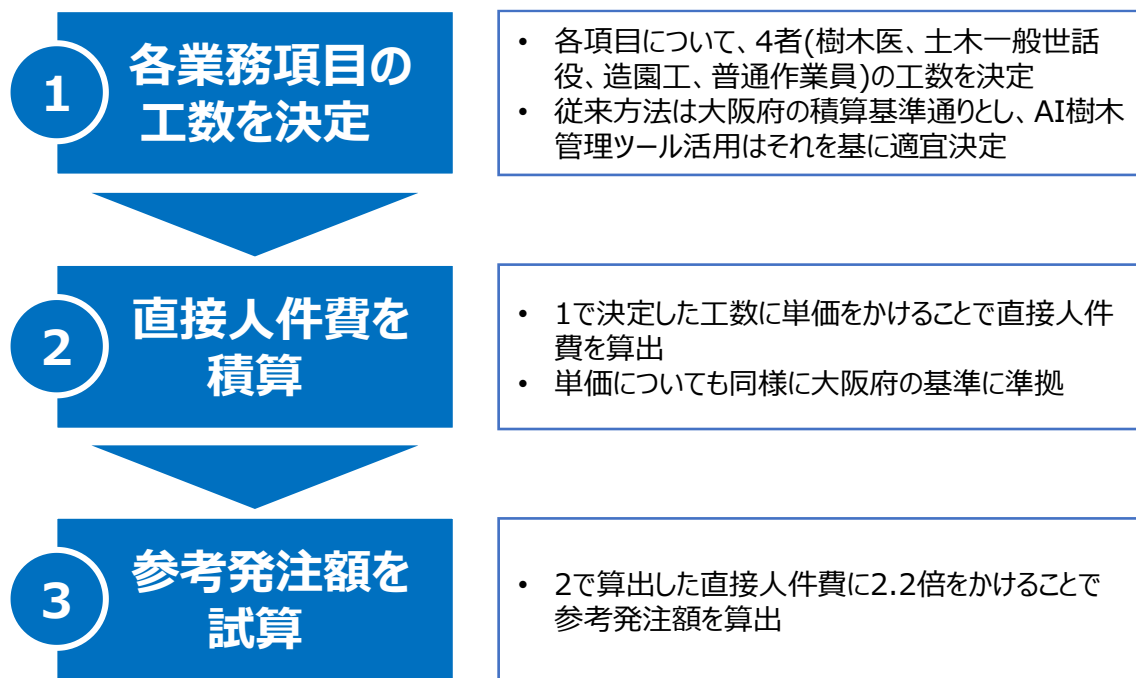 1
各業務項目の
工数を決定
• 各項目について、4者(樹木医、土木一般世話
役、造園工、普通作業員)の工数を決定
• 従来方法は大阪府の積算基準通りとし、AI樹木
管理ツール活用はそれを基に適宜決定
2
直接人件費を
積算
• 1で決定した工数に単価をかけることで直接人件
費を算出
• 単価についても同様に大阪府の基準に準拠
3
参考発注額を
試算
• 2で算出した直接人件費に2.2倍をかけることで
参考発注額を算出